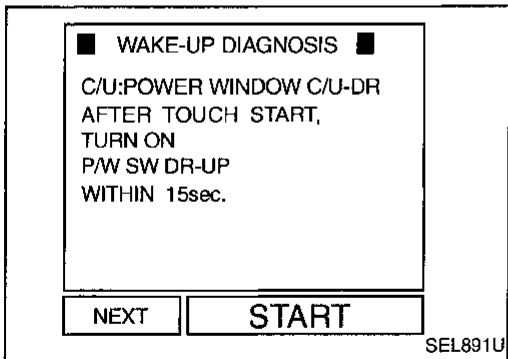 ■ WAKE-UP DIAGNOSIS ■
C/U:POWER WINDOW C/U-DR
AFTER TOUCH START,
TURN ON
P/W SW DR-UP
WITHIN 15sec.
NEXT START
SEL891U